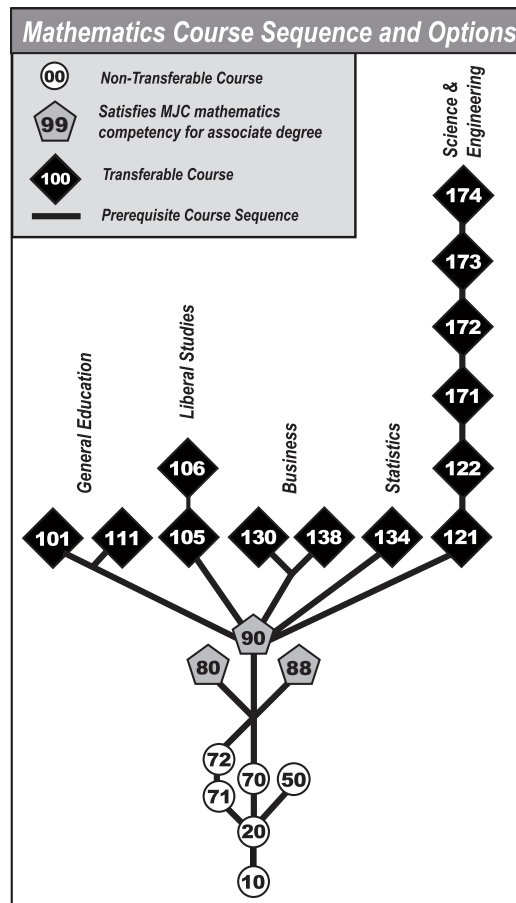 Mathematics Course Sequence and Options
00 Non-Transferable Course
99 Satisfies MJC mathematics
competency for associate degree
100 Transferable Course
Prerequisite Course Sequence
Science &
Engineering
174
173
172
171
General Education
Liberal Studies
Business
Statistics
106
122
101
111
105
130
138
134
121
90
80
88
72
70
50
71
20
10